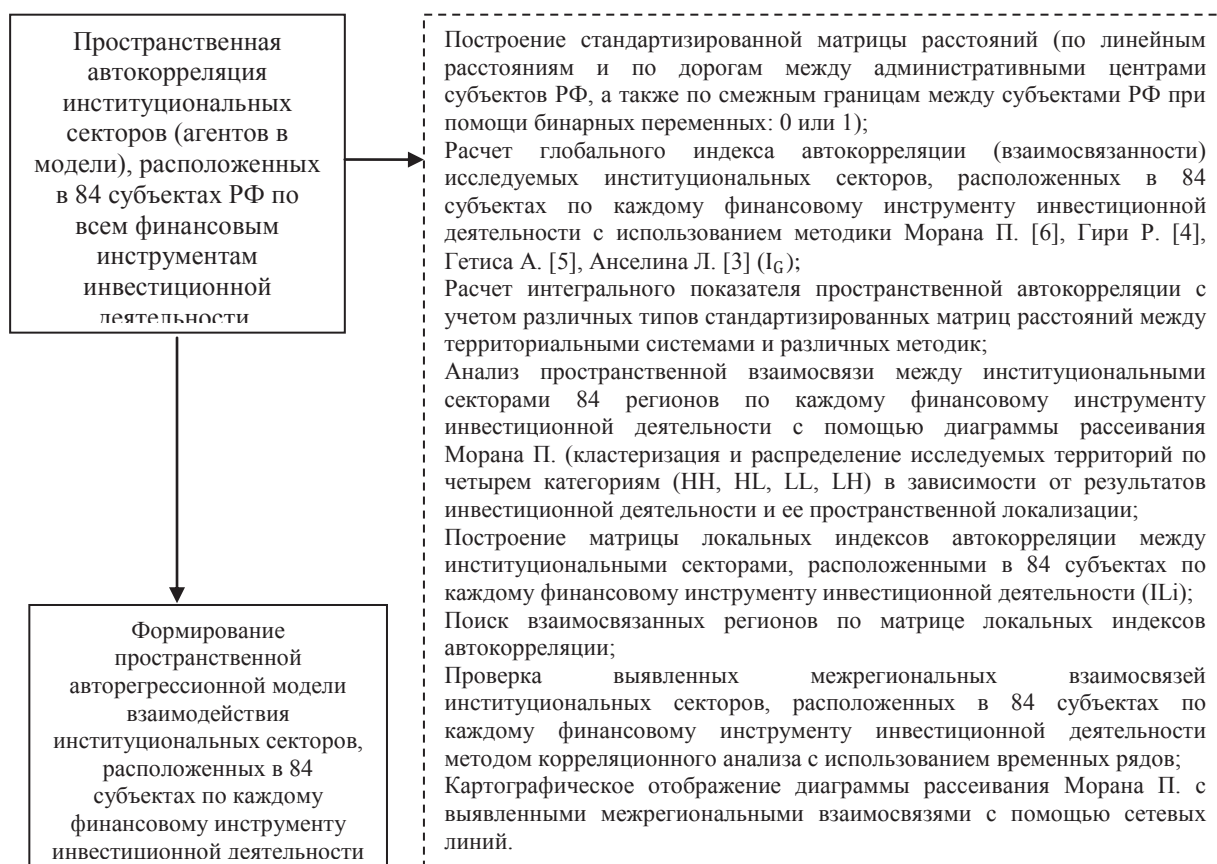 Пространственная
автокорреляция
институциональных
секторов (агентов в
модели), расположенных
в 84 субъектах РФ по
всем финансовым
инструментам
инвестиционной
деятельности
Построение стандартизированной матрицы расстояний (по линейным
расстояниям и по дорогам между административными центрами
субъектов РФ, а также по смежным границам между субъектами РФ при
помощи бинарных переменных: 0 или 1);
Расчет глобального индекса автокорреляции (взаимосвязанности)
исследуемых институциональных секторов, расположенных в 84
субъектах по каждому финансовому инструменту инвестиционной
деятельности с использованием методики Морана П. [6], Гири Р. [4],
Гетиса А. [5], Анселина Л. [3] (I_G);
Расчет интегрального показателя пространственной автокорреляции с
учетом различных типов стандартизированных матриц расстояний между
территориальными системами и различных методик;
Анализ пространственной взаимосвязи между институциональными
секторами 84 регионов по каждому финансовому инструменту
инвестиционной деятельности с помощью диаграммы рассеивания
Морана П. (кластеризация и распределение исследуемых территорий по
четырем категориям (HH, HL, LL, LH) в зависимости от результатов
инвестиционной деятельности и ее пространственной локализации;
Построение матрицы локальных индексов автокорреляции между
институциональными секторами, расположенными в 84 субъектах по
каждому финансовому инструменту инвестиционной деятельности (ILi);
Поиск взаимосвязанных регионов по матрице локальных индексов
автокорреляции;
Проверка выявленных межрегиональных взаимосвязей
институциональных секторов, расположенных в 84 субъектах по
каждому финансовому инструменту инвестиционной деятельности
методом корреляционного анализа с использованием временных рядов;
Картографическое отображение диаграммы рассеивания Морана П. с
выявленными межрегиональными взаимосвязями с помощью сетевых
линий.
Формирование
пространственной
авторегрессионной модели
взаимодействия
институциональных секторов,
расположенных в 84
субъектах по каждому
финансовому инструменту
инвестиционной деятельности